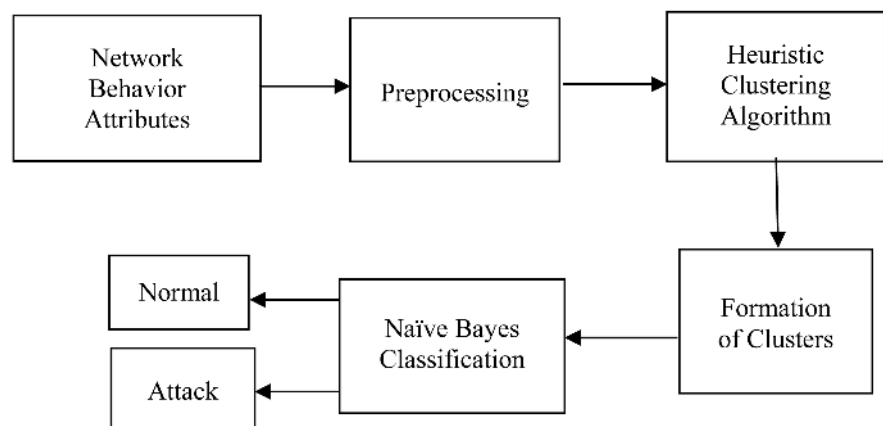 Network
Behavior
Attributes
Preprocessing
Heuristic
Clustering
Algorithm
Formation
of Clusters
Naïve Bayes
Classification
Normal
Attack